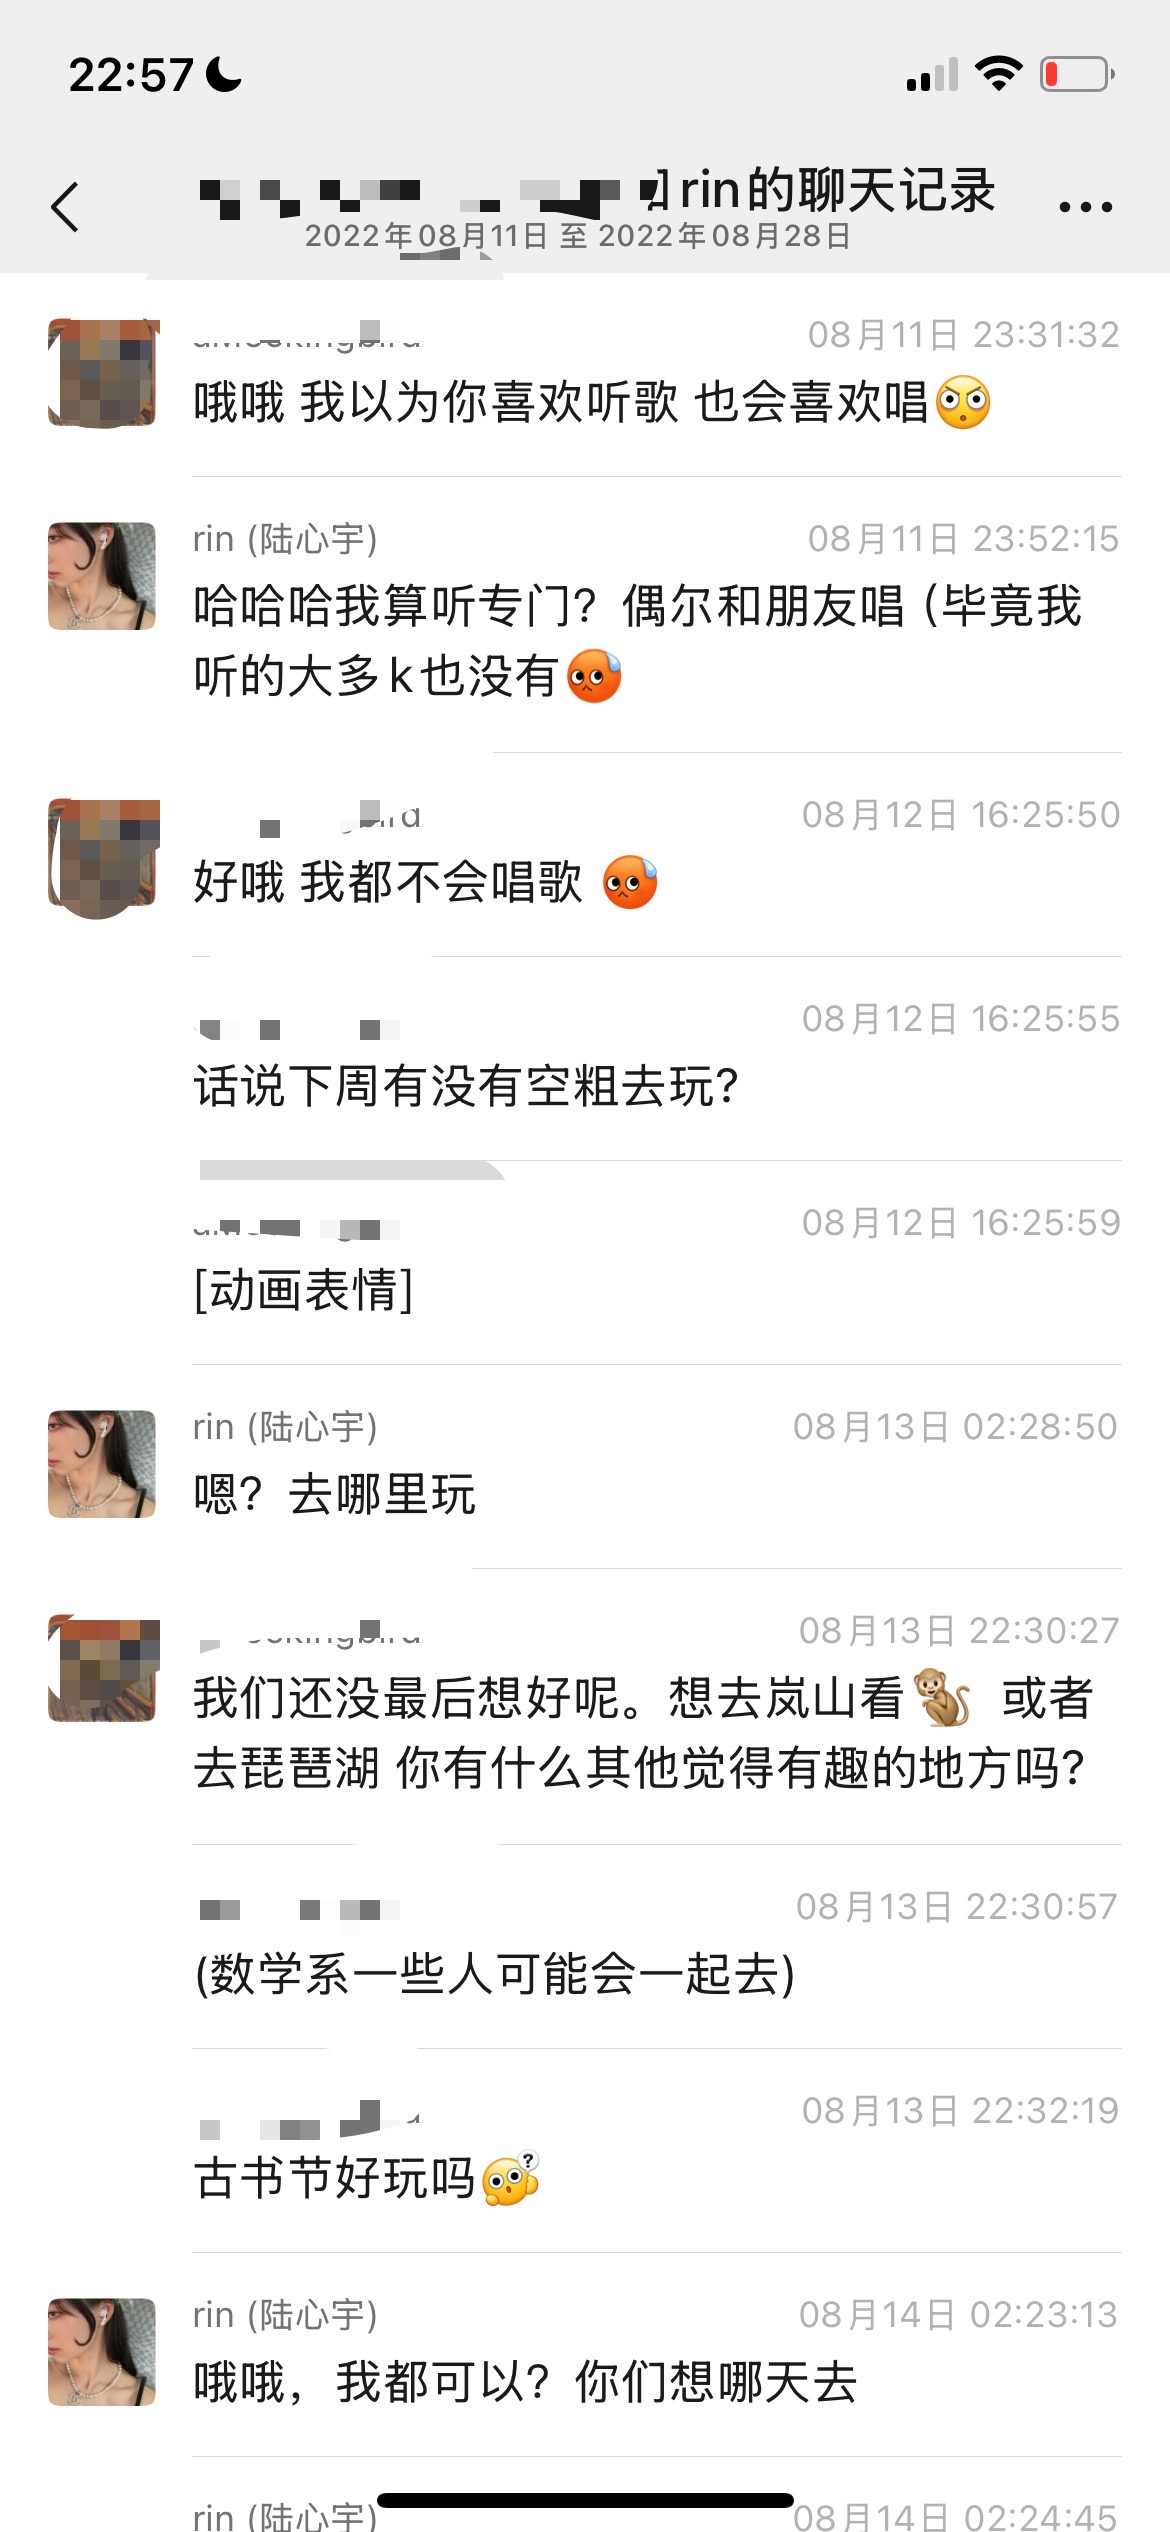 22:57
rin的聊天记录
2022年08月11日 至 2022年08月28日
08月11日 23:31:32
哦哦 我以为你喜欢听歌 也会喜欢唱
rin (陆心宇)
08月11日 23:52:15
哈哈哈我算听专门？偶尔和朋友唱（毕竟我
听的大多k也没有
08月12日 16:25:50
好哦 我都不会唱歌
08月12日 16:25:55
话说下周有没有空粗去玩？
08月12日 16:25:59
[动画表情]
rin (陆心宇)
08月13日 02:28:50
嗯？去哪里玩
08月13日 22:30:27
我们还没最后想好呢。想去岚山看🐒 或者
去琵琶湖 你有什么其他觉得有趣的地方吗？
08月13日 22:30:57
(数学系一些人可能会一起去)
08月13日 22:32:19
古书节好玩吗
rin (陆心宇)
08月14日 02:23:13
哦哦，我都可以？你们想哪天去
rin (陆心宇)
08月14日 02:24:45